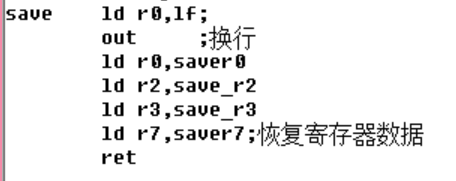 save ld r0,lf;
out ;换行
ld r0,saver0
ld r2,save_r2
ld r3,save_r3
ld r7,saver7;恢复寄存器数据
ret